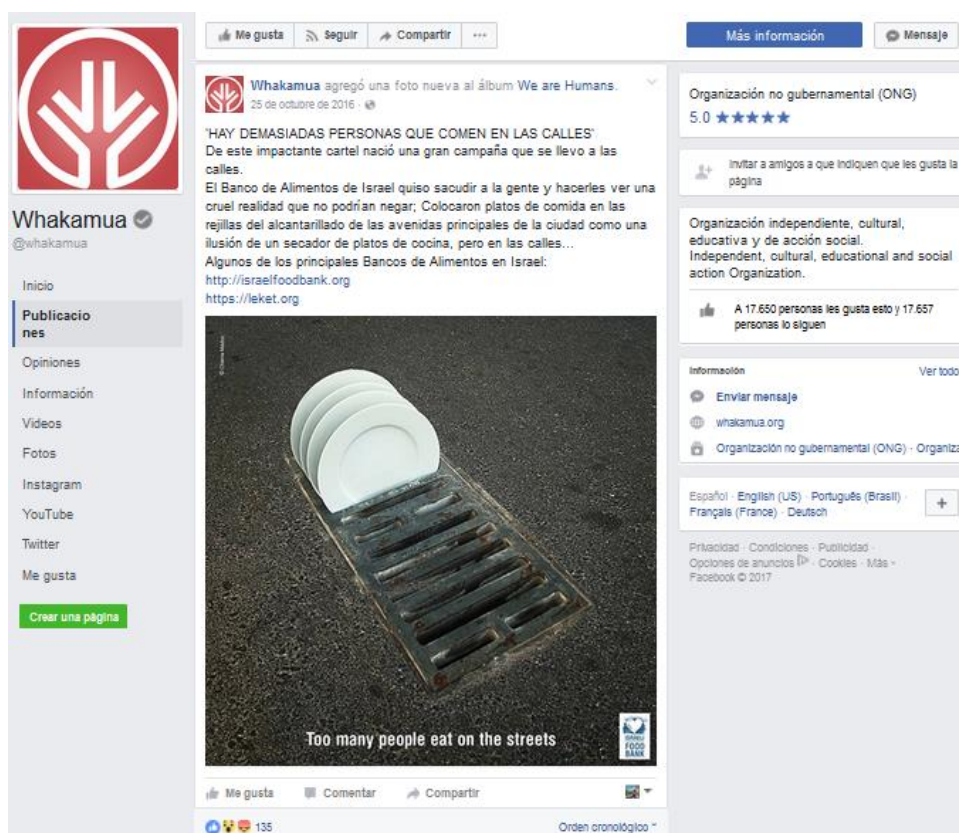 Me gusta
Seguir
Compartir
Más información
Mensaje
Whakamua
@whakamua
Inicio
Publicacio
nes
Opiniones
Información
Videos
Fotos
Instagram
YouTube
Twitter
Me gusta
Crear una página
Whakamua agregó una foto nueva al álbum We are Humans.
25 de octubre de 2016 ·
"HAY DEMASIADAS PERSONAS QUE COMEN EN LAS CALLES"
De este impactante cartel nació una gran campaña que se llevo a las
calles.
El Banco de Alimentos de Israel quiso sacudir a la gente y hacerles ver una
cruel realidad que no podrían negar; Colocaron platos de comida en las
rejillas del alcantarillado de las avenidas principales de la ciudad como una
ilusión de un secador de platos de cocina, pero en las calles...
Algunos de los principales Bancos de Alimentos en Israel:
http://israelfoodbank.org
https://leket.org
Too many people eat on the streets
ISRAELI
FOOD
BANK
Me gusta
Comentar
Compartir
135
Orden cronológico
Organización no gubernamental (ONG)
5.0 ★★★★★
Invitar a amigos a que indiquen que les gusta la
página
Organización independiente, cultural,
educativa y de acción social.
Independent, cultural, educational and social
action Organization.
A 17.650 personas les gusta esto y 17.657
personas lo siguen
Información
Ver todo
Enviar mensaje
whakamua.org
Organización no gubernamental (ONG) · Organiza
Español · English (US) · Português (Brasil) ·
Français (France) · Deutsch
Privacidad · Condiciones · Publicidad ·
Opciones de anuncios · Cookies · Más
Facebook © 2017